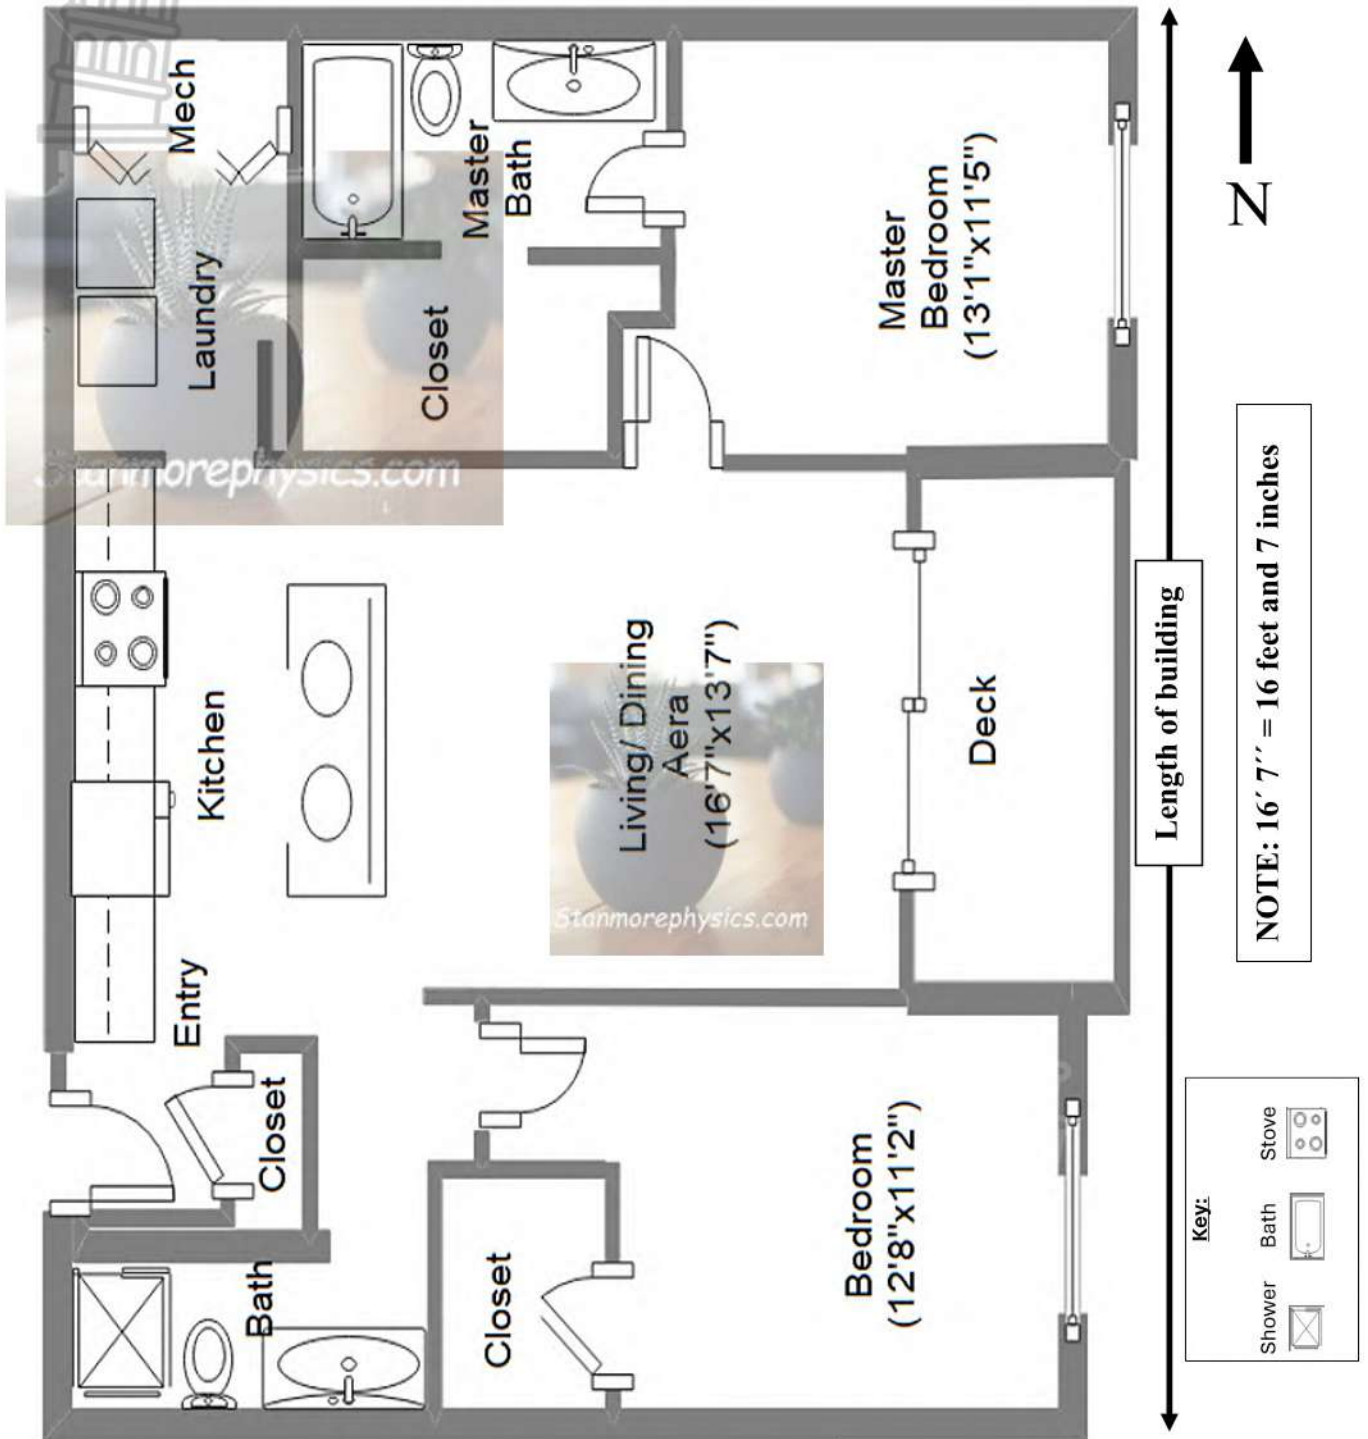 Mech
Laundry
Master
Bath
Closet
Master
Bedroom
(13'1"x11'5")
Kitchen
Living/ Dining
Aera
(16'7"x13'7")
Deck
Entry
Closet
Bath
Closet
Bedroom
(12'8"x11'2")
Stanmorephysics.com
Stanmorephysics.com
Length of building
N
NOTE: 16′ 7′′ = 16 feet and 7 inches
Key:
Shower Bath Stove